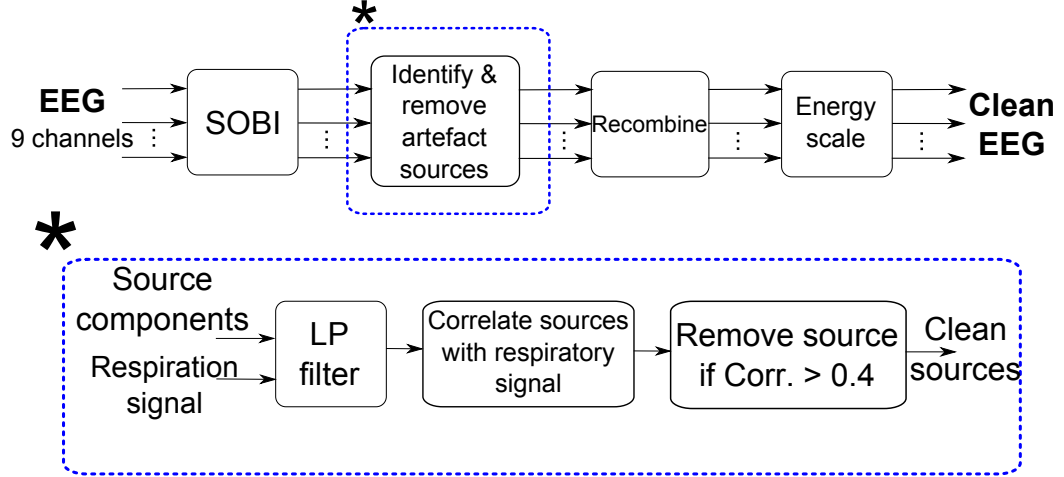 *
EEG
9 channels
SOBI
Identify &
remove
artefact
sources
Recombine
Energy
scale
Clean
EEG
*
Source
components
Respiration
signal
LP
filter
Correlate sources
with respiratory
signal
Remove source
if Corr. > 0.4
Clean
sources